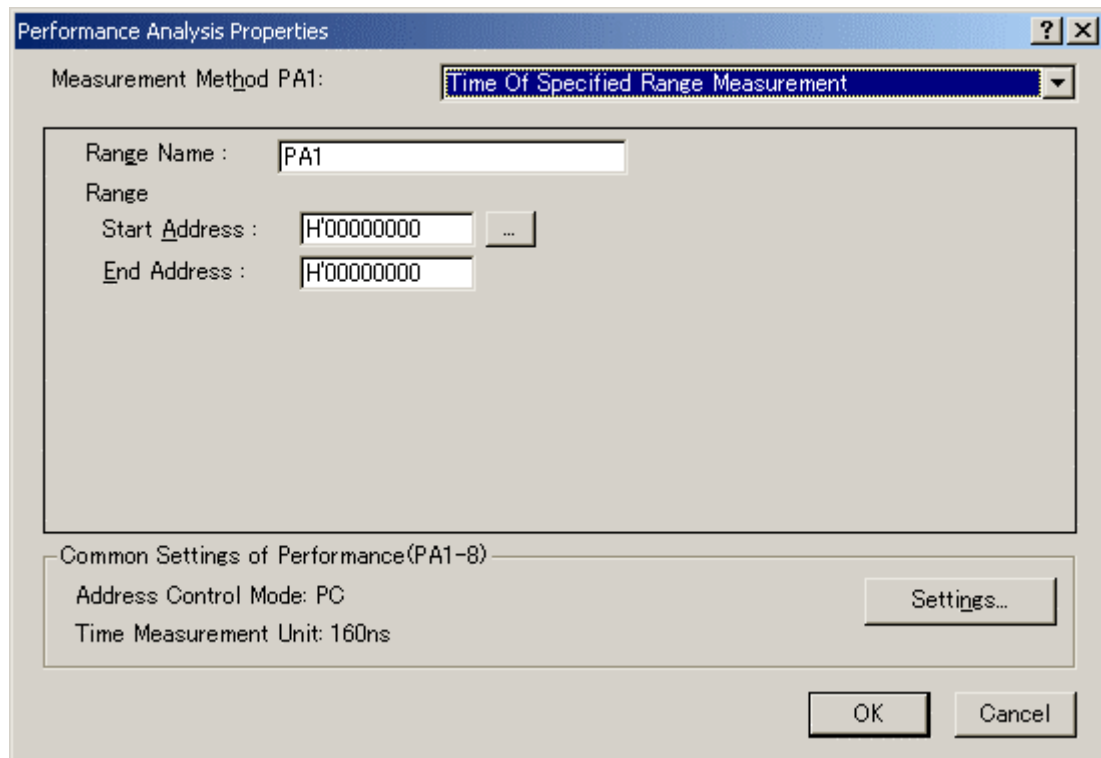 Performance Analysis Properties
Measurement Method PA1: Time Of Specified Range Measurement
Range Name : PA1
Range
Start Address : H'00000000 ...
End Address : H'00000000
Common Settings of Performance(PA1-8)
Address Control Mode: PC
Settings...
Time Measurement Unit: 160ns
OK Cancel